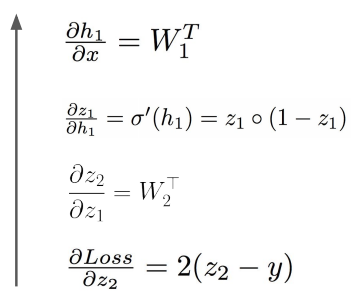 ∂h₁/∂x = W₁ᵀ
∂z₁/∂h₁ = σ′(h₁) = z₁ ∘ (1 − z₁)
∂z₂/∂z₁ = W₂ᵀ
∂Loss/∂z₂ = 2(z₂ − y)